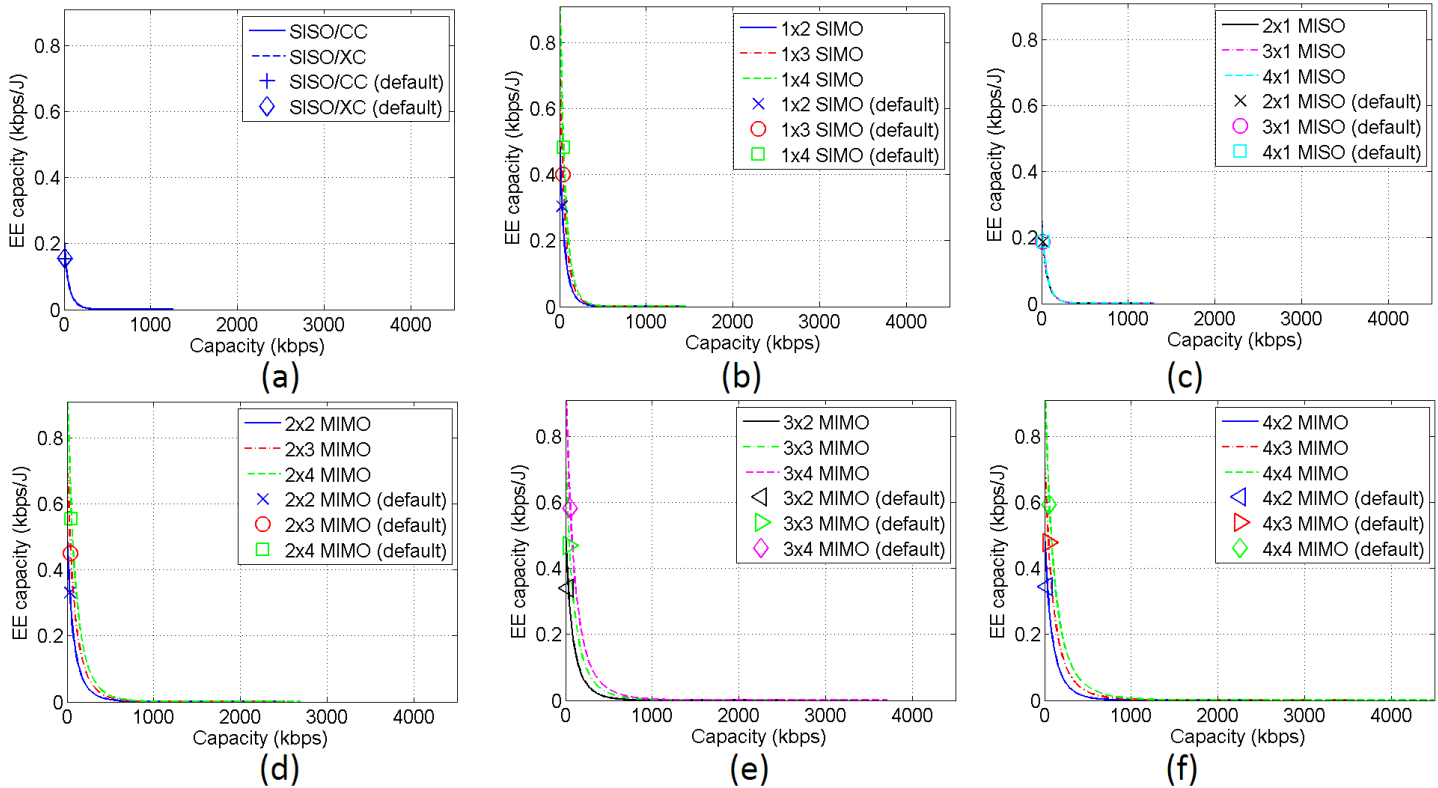 EE capacity (kbps/J)
0.8
0.6
0.4
0.2
0
SISO/CC
SISO/XC
SISO/CC (default)
SISO/XC (default)
0 1000 2000 3000 4000
Capacity (kbps)
(a)
EE capacity (kbps/J)
0.8
0.6
0.4
0.2
0
1x2 SIMO
1x3 SIMO
1x4 SIMO
1x2 SIMO (default)
1x3 SIMO (default)
1x4 SIMO (default)
0 1000 2000 3000 4000
Capacity (kbps)
(b)
EE capacity (kbps/J)
0.8
0.6
0.4
0.2
0
2x1 MISO
3x1 MISO
4x1 MISO
2x1 MISO (default)
3x1 MISO (default)
4x1 MISO (default)
0 1000 2000 3000 4000
Capacity (kbps)
(c)
EE capacity (kbps/J)
0.8
0.6
0.4
0.2
0
2x2 MIMO
2x3 MIMO
2x4 MIMO
2x2 MIMO (default)
2x3 MIMO (default)
2x4 MIMO (default)
0 1000 2000 3000 4000
Capacity (kbps)
(d)
EE capacity (kbps/J)
0.8
0.6
0.4
0.2
0
3x2 MIMO
3x3 MIMO
3x4 MIMO
3x2 MIMO (default)
3x3 MIMO (default)
3x4 MIMO (default)
0 1000 2000 3000 4000
Capacity (kbps)
(e)
EE capacity (kbps/J)
0.8
0.6
0.4
0.2
0
4x2 MIMO
4x3 MIMO
4x4 MIMO
4x2 MIMO (default)
4x3 MIMO (default)
4x4 MIMO (default)
0 1000 2000 3000 4000
Capacity (kbps)
(f)